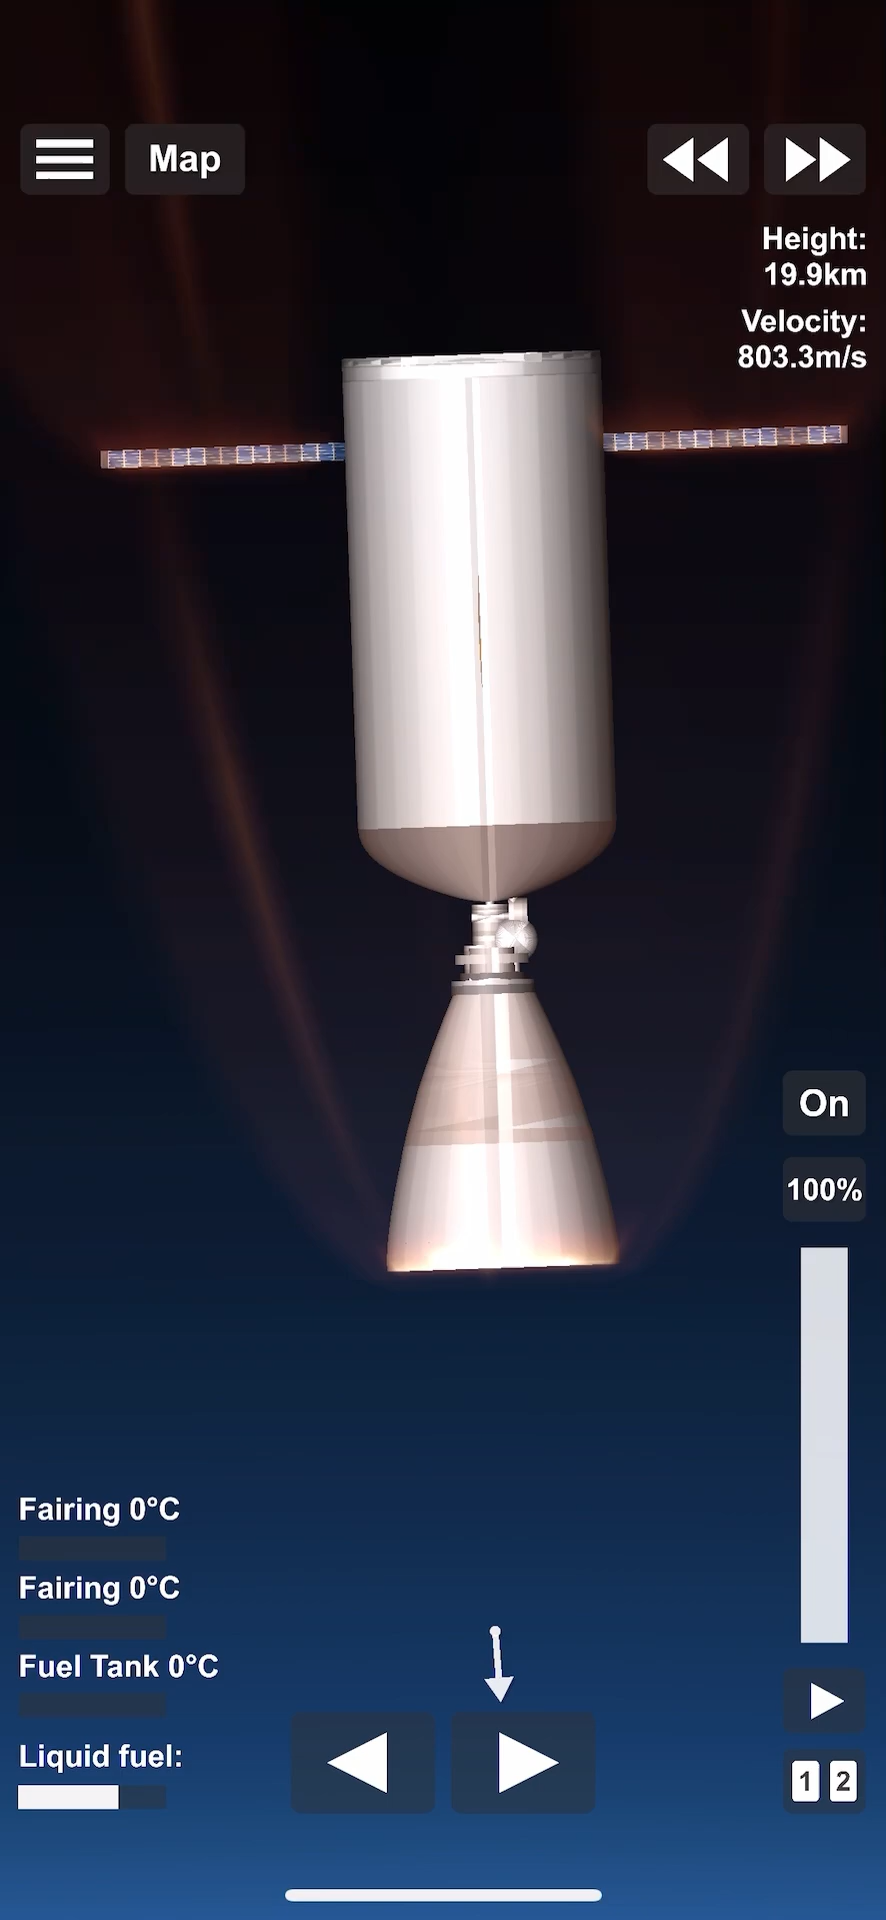 Map
Height:
19.9km
Velocity:
803.3m/s
On
100%
Fairing 0°C
Fairing 0°C
Fuel Tank 0°C
Liquid fuel:
1 2